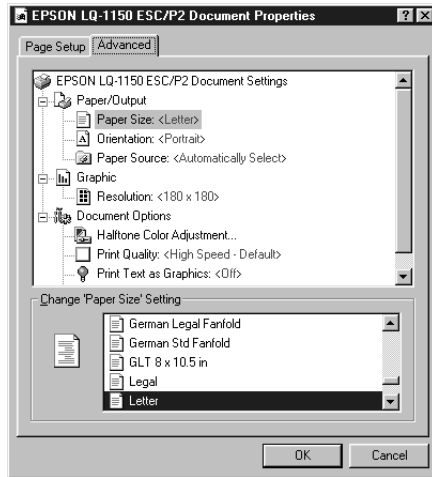 EPSON LQ-1150 ESC/P2 Document Properties
Page Setup Advanced
EPSON LQ-1150 ESC/P2 Document Settings
Paper/Output
Paper Size: <Letter>
Orientation: <Portrait>
Paper Source: <Automatically Select>
Graphic
Resolution: <180 x 180>
Document Options
Halftone Color Adjustment...
Print Quality: <High Speed - Default>
Print Text as Graphics: <Off>
Change 'Paper Size' Setting
German Legal Fanfold
German Std Fanfold
GLT 8 x 10.5 in
Legal
Letter
OK Cancel